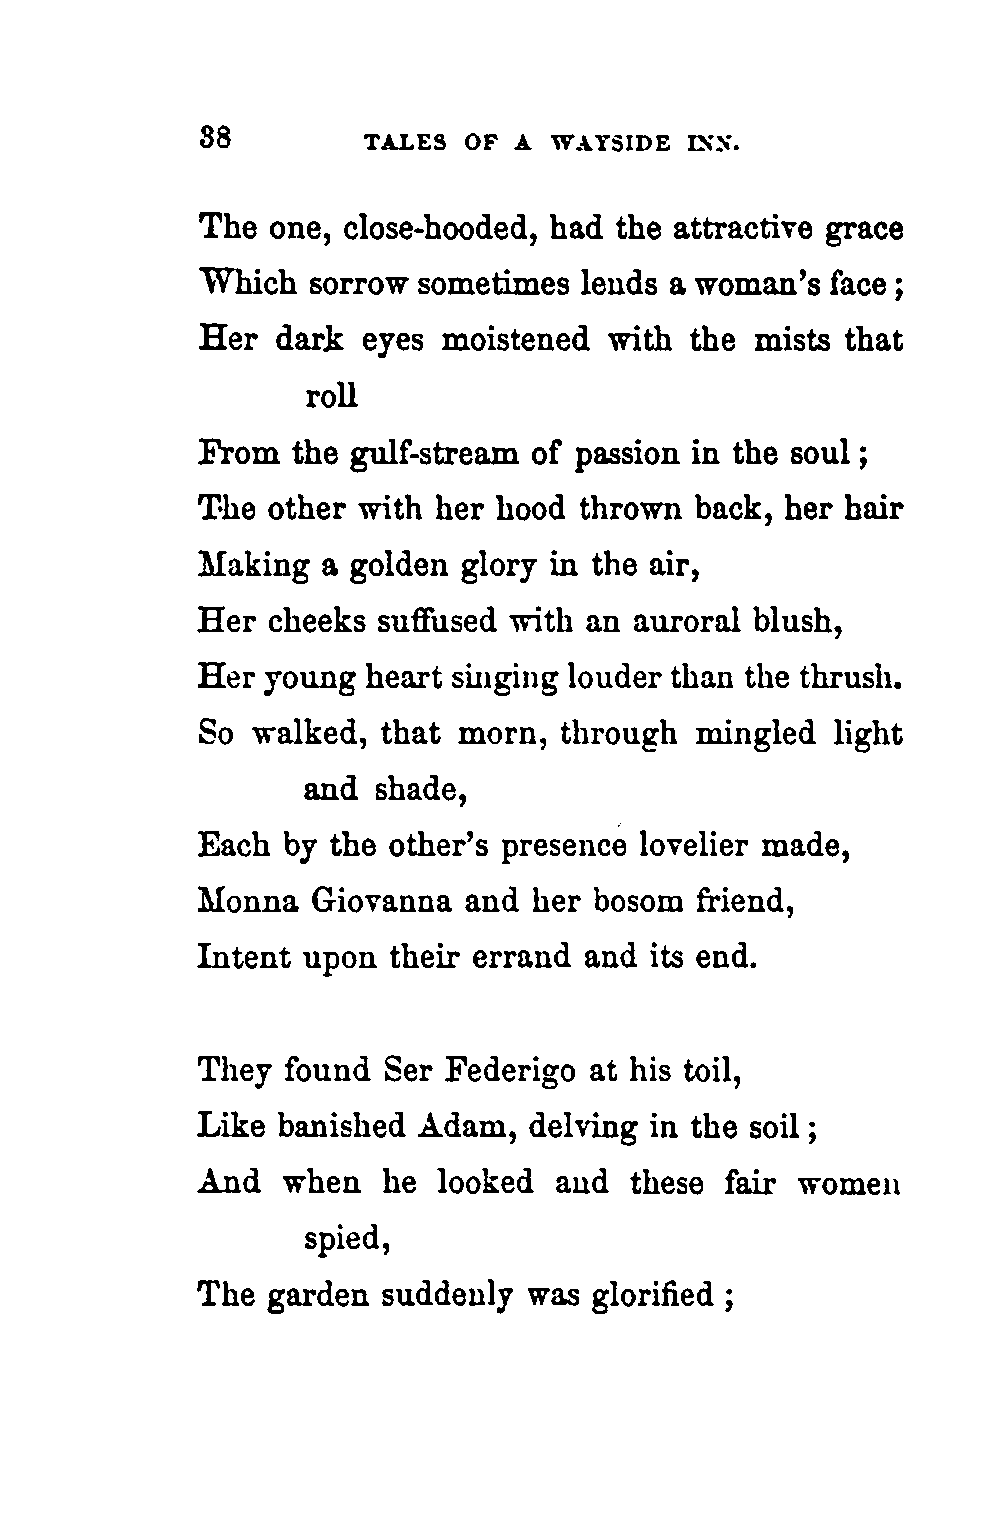 38 TALES OF A WAYSIDE INN.
The one, close-hooded, had the attractive grace
Which sorrow sometimes lends a woman's face ;
Her dark eyes moistened with the mists that
roll
From the gulf-stream of passion in the soul ;
The other with her hood thrown back, her hair
Making a golden glory in the air,
Her cheeks suffused with an auroral blush,
Her young heart singing louder than the thrush.
So walked, that morn, through mingled light
and shade,
Each by the other's presence lovelier made,
Monna Giovanna and her bosom friend,
Intent upon their errand and its end.
They found Ser Federigo at his toil,
Like banished Adam, delving in the soil ;
And when he looked and these fair women
spied,
The garden suddenly was glorified ;